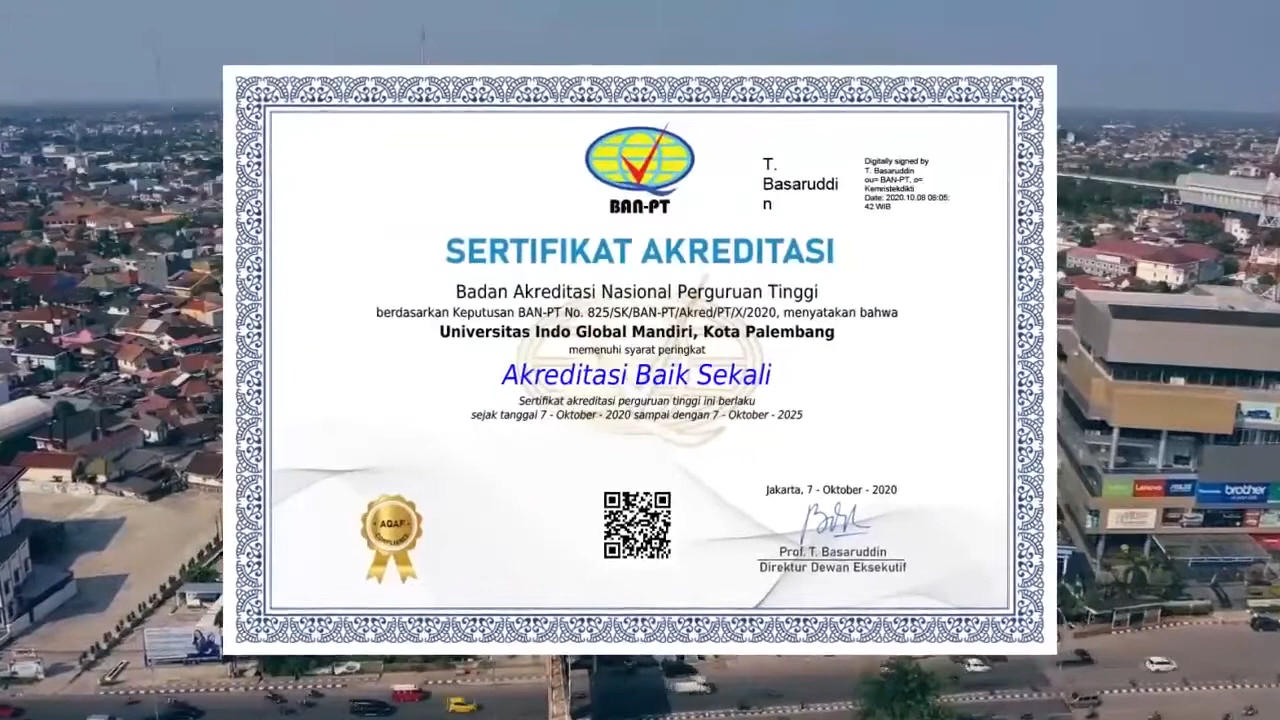 BAN-PT
T.
Basaruddi
n
Digitally signed by
T. Basaruddin
ou= BAN-PT, o=
Kemristekdikti
Date: 2020.10.08 06:05:
42 WIB
SERTIFIKAT AKREDITASI
Badan Akreditasi Nasional Perguruan Tinggi
berdasarkan Keputusan BAN-PT No. 825/SK/BAN-PT/Akred/PT/X/2020, menyatakan bahwa
Universitas Indo Global Mandiri, Kota Palembang
memenuhi syarat peringkat
Akreditasi Baik Sekali
Sertifikat akreditasi perguruan tinggi ini berlaku
sejak tanggal 7 - Oktober - 2020 sampai dengan 7 - Oktober - 2025
Jakarta, 7 - Oktober - 2020
AQAF
COMPLIANCE
Prof. T. Basaruddin
Direktur Dewan Eksekutif
Lenovo
ASUS
brother